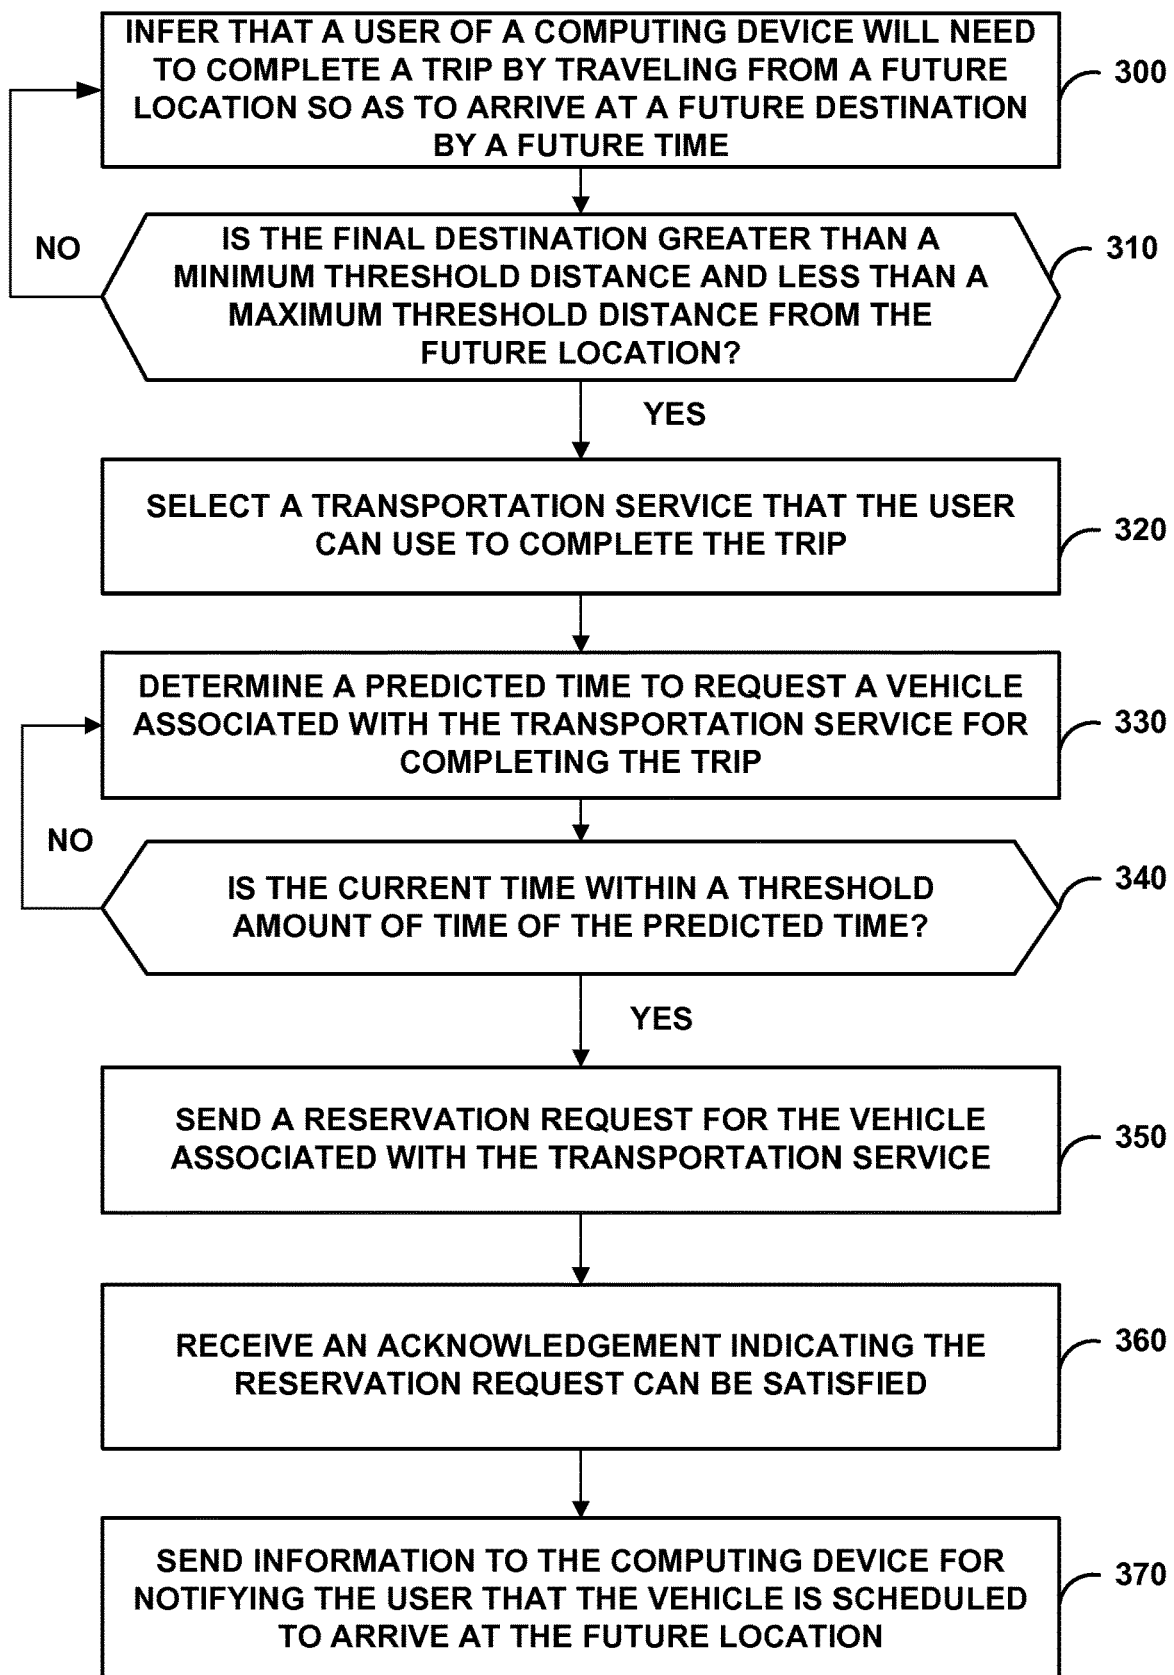 INFER THAT A USER OF A COMPUTING DEVICE WILL NEED
TO COMPLETE A TRIP BY TRAVELING FROM A FUTURE
LOCATION SO AS TO ARRIVE AT A FUTURE DESTINATION
BY A FUTURE TIME
300
IS THE FINAL DESTINATION GREATER THAN A
MINIMUM THRESHOLD DISTANCE AND LESS THAN A
MAXIMUM THRESHOLD DISTANCE FROM THE
FUTURE LOCATION?
310
NO
YES
SELECT A TRANSPORTATION SERVICE THAT THE USER
CAN USE TO COMPLETE THE TRIP
320
DETERMINE A PREDICTED TIME TO REQUEST A VEHICLE
ASSOCIATED WITH THE TRANSPORTATION SERVICE FOR
COMPLETING THE TRIP
330
NO
IS THE CURRENT TIME WITHIN A THRESHOLD
AMOUNT OF TIME OF THE PREDICTED TIME?
340
YES
SEND A RESERVATION REQUEST FOR THE VEHICLE
ASSOCIATED WITH THE TRANSPORTATION SERVICE
350
RECEIVE AN ACKNOWLEDGEMENT INDICATING THE
RESERVATION REQUEST CAN BE SATISFIED
360
SEND INFORMATION TO THE COMPUTING DEVICE FOR
NOTIFYING THE USER THAT THE VEHICLE IS SCHEDULED
TO ARRIVE AT THE FUTURE LOCATION
370